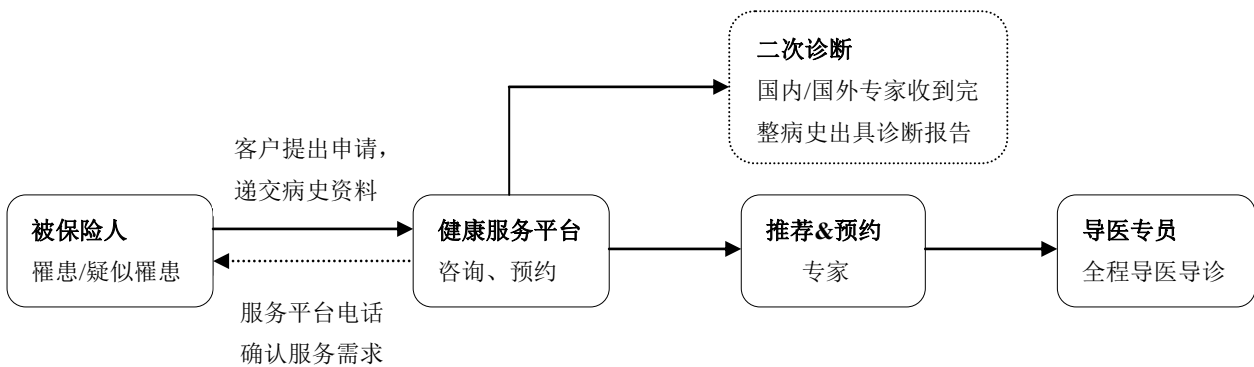 二次诊断
国内/国外专家收到完
整病史出具诊断报告
客户提出申请,
递交病史资料
被保险人
罹患/疑似罹患
健康服务平台
咨询、预约
推荐&预约
专家
导医专员
全程导医导诊
服务平台电话
确认服务需求